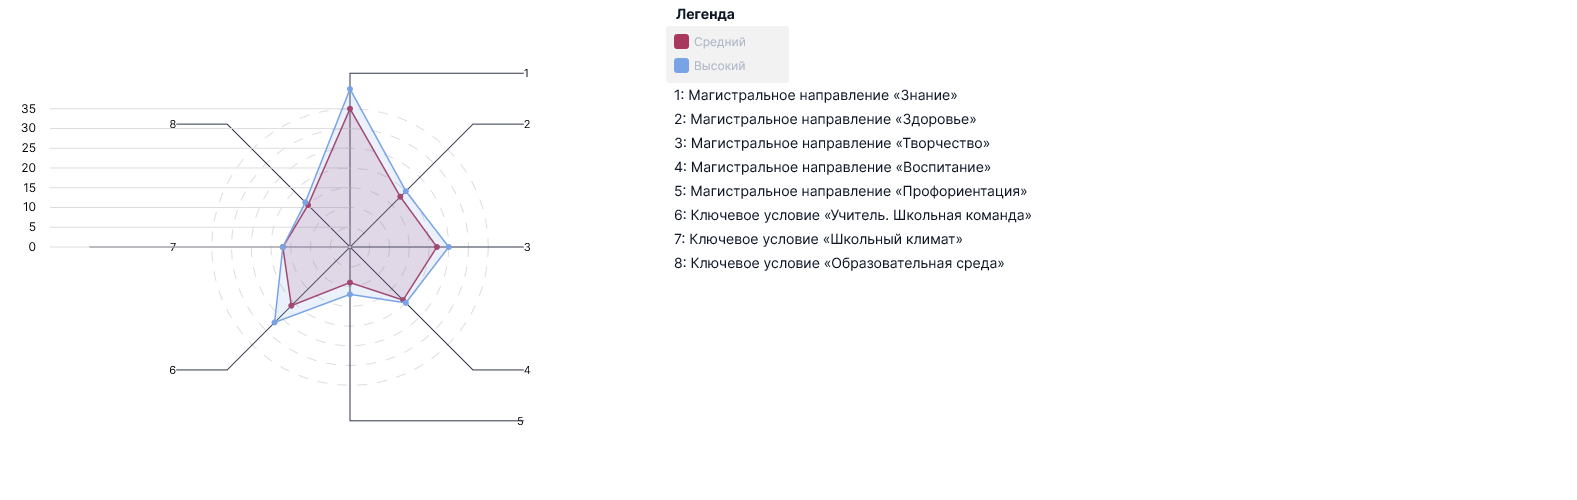 Легенда
Средний
Высокий
1: Магистральное направление «Знание»
2: Магистральное направление «Здоровье»
3: Магистральное направление «Творчество»
4: Магистральное направление «Воспитание»
5: Магистральное направление «Профориентация»
6: Ключевое условие «Учитель. Школьная команда»
7: Ключевое условие «Школьный климат»
8: Ключевое условие «Образовательная среда»
35
30
25
20
15
10
5
0
1
2
3
4
5
6
7
8